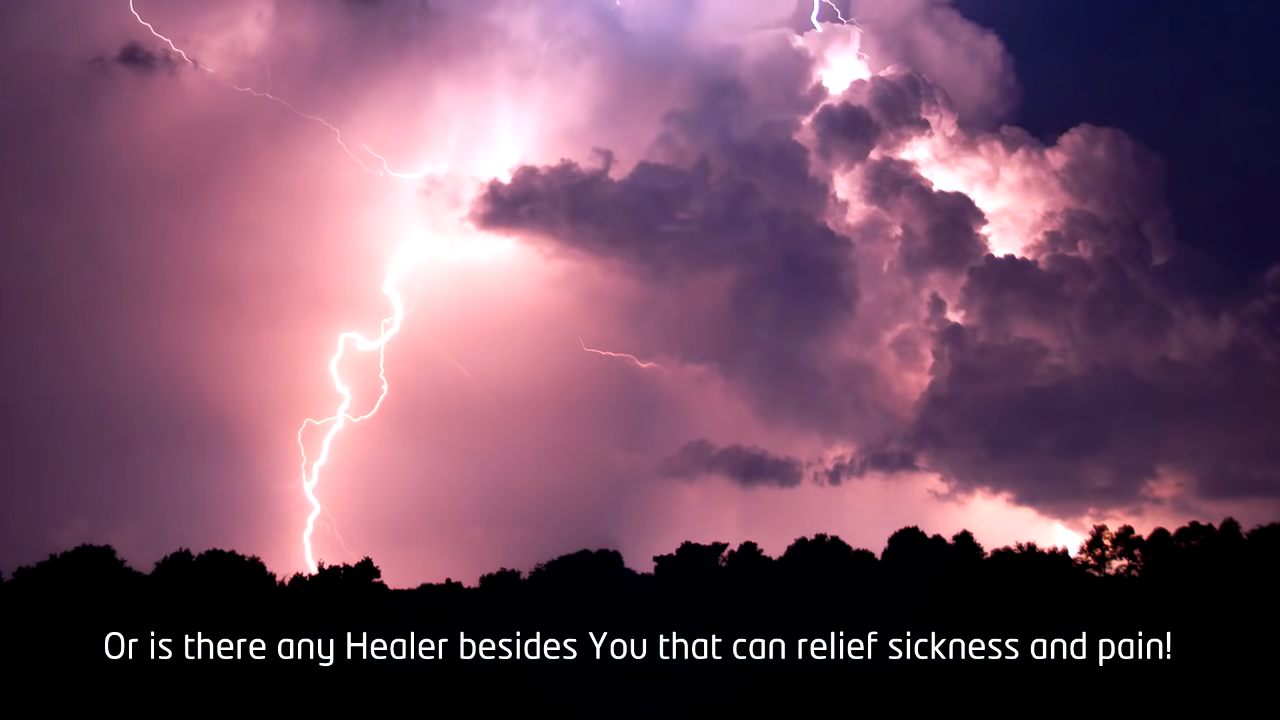 Or is there any Healer besides You that can relief sickness and pain!